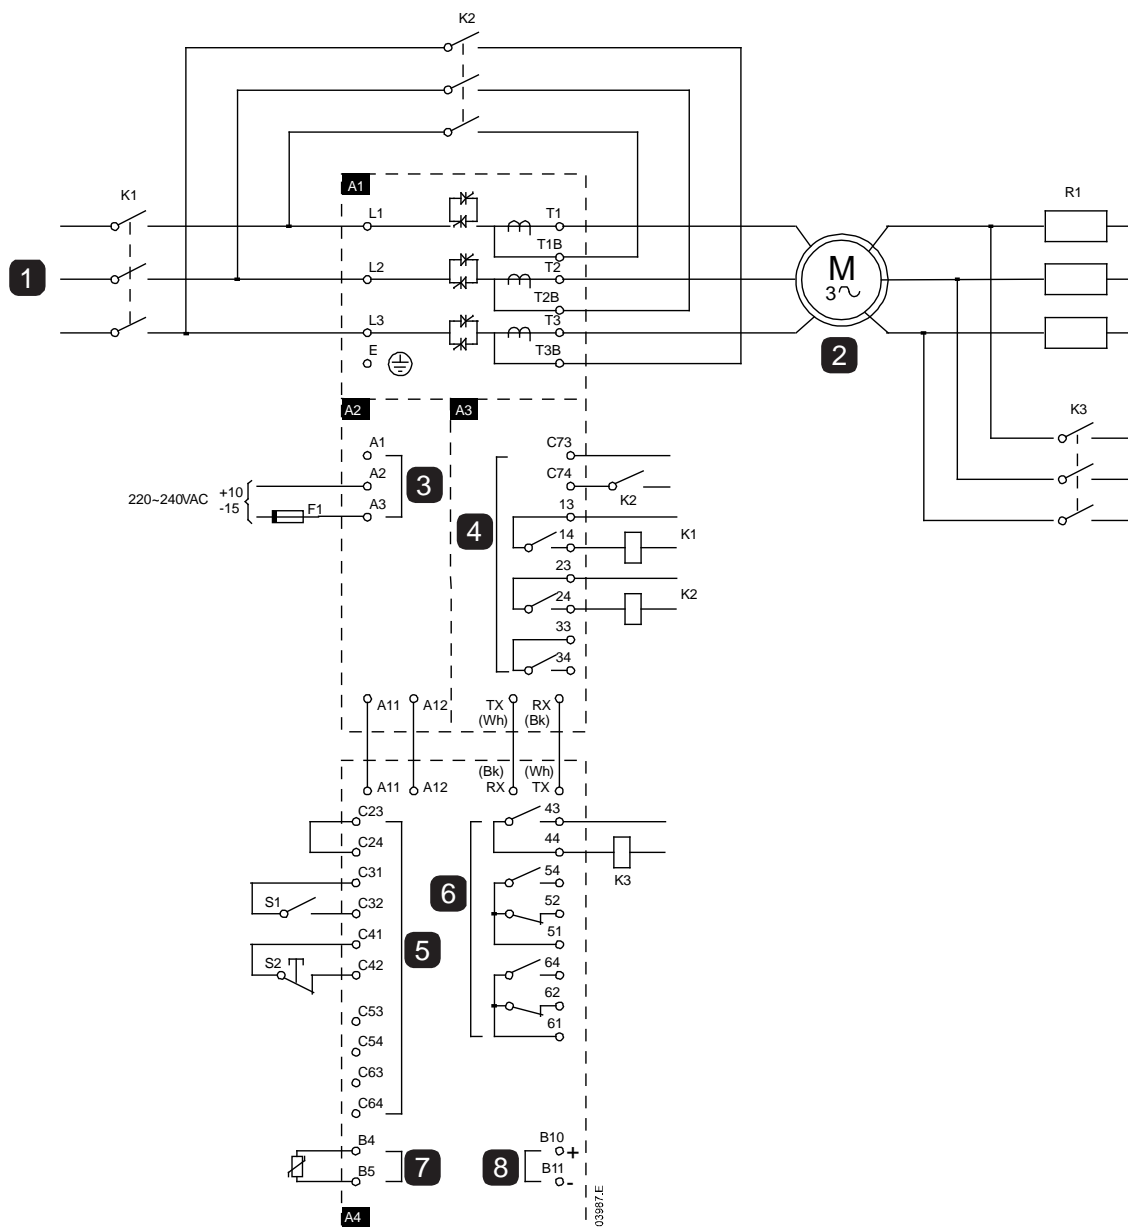 K2
K1
A1
R1
L1
T1
T1B
1
L2
T2
M
3
T2B
L3
T3
2
E
T3B
A2
A3
K3
A1
C73
A2
3
C74
220~240VAC
+10
-15
K2
F1
A3
13
4
14
K1
23
24
K2
33
34
A11
A12
TX
(Wh)
RX
(Bk)
(Bk)
RX
(Wh)
TX
A11
A12
C23
43
C24
44
C31
54
K3
6
S1
C32
52
C41
51
5
S2
C42
64
62
C53
61
C54
C63
C64
B4
B10
+
7
8
B5
B11
-
A4
03987.E